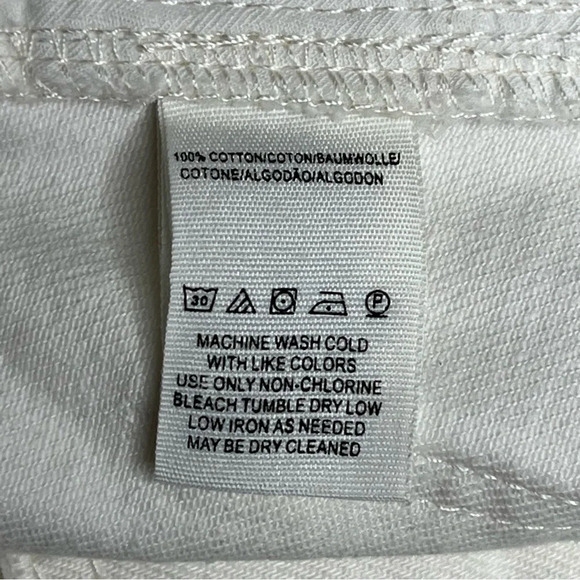 100% COTTON/COTON/BAUMWOLLE/
COTONE/ALGODÃO/ALGODON
30 P
MACHINE WASH COLD
WITH LIKE COLORS
USE ONLY NON-CHLORINE
BLEACH TUMBLE DRY LOW
LOW IRON AS NEEDED
MAY BE DRY CLEANED